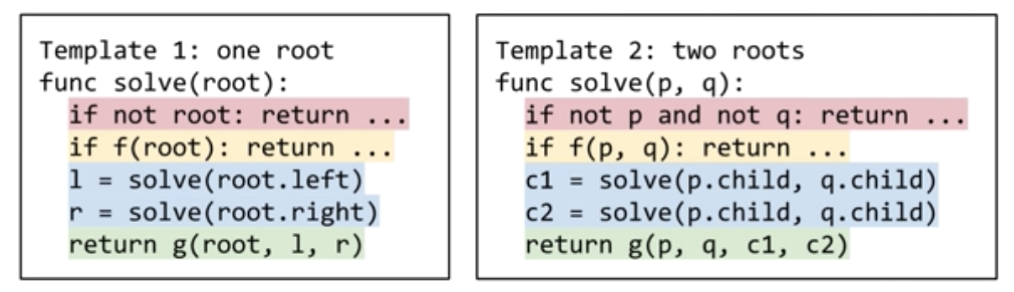 Template 1: one root
func solve(root):
if not root: return ...
if f(root): return ...
l = solve(root.left)
r = solve(root.right)
return g(root, l, r)
Template 2: two roots
func solve(p, q):
if not p and not q: return ...
if f(p, q): return ...
c1 = solve(p.child, q.child)
c2 = solve(p.child, q.child)
return g(p, q, c1, c2)